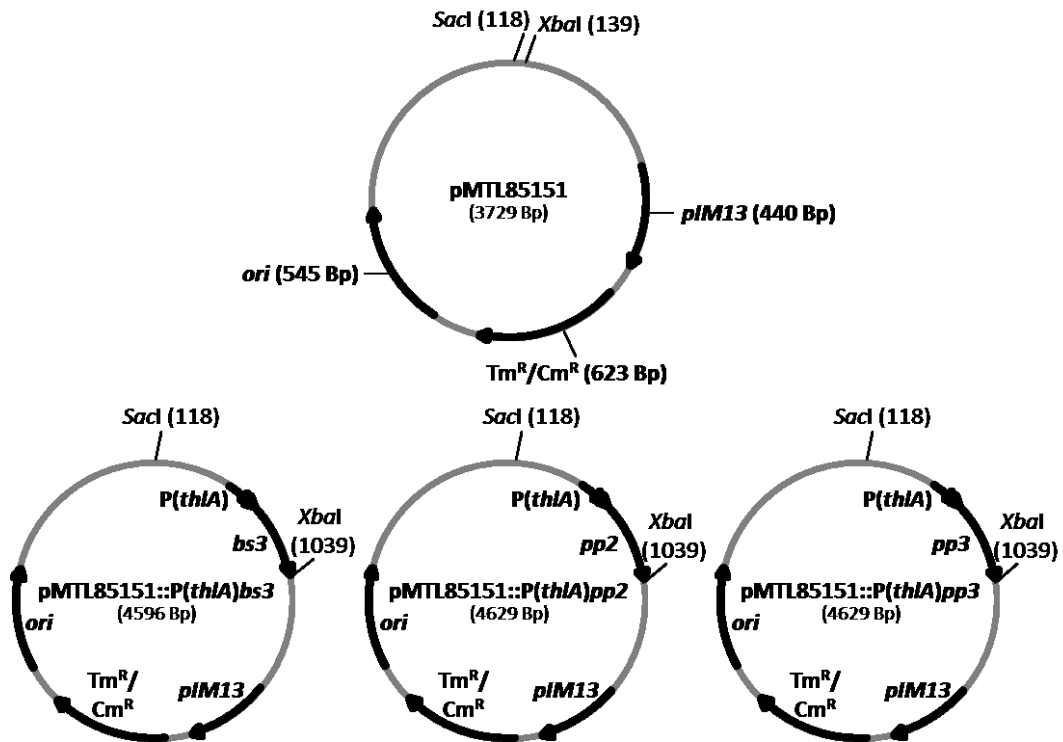 SacI (118)
XbaI (139)
pMTL85151
(3729 Bp)
pIM13 (440 Bp)
ori (545 Bp)
Tmᴿ/Cmᴿ (623 Bp)
SacI (118)
P(thlA)
bs3
XbaI
(1039)
pMTL85151::P(thlA)bs3
(4596 Bp)
ori
Tmᴿ/
Cmᴿ
pIM13
SacI (118)
P(thlA)
pp2
XbaI
(1039)
pMTL85151::P(thlA)pp2
(4629 Bp)
ori
Tmᴿ/
Cmᴿ
pIM13
SacI (118)
P(thlA)
pp3
XbaI
(1039)
pMTL85151::P(thlA)pp3
(4629 Bp)
ori
Tmᴿ/
Cmᴿ
pIM13